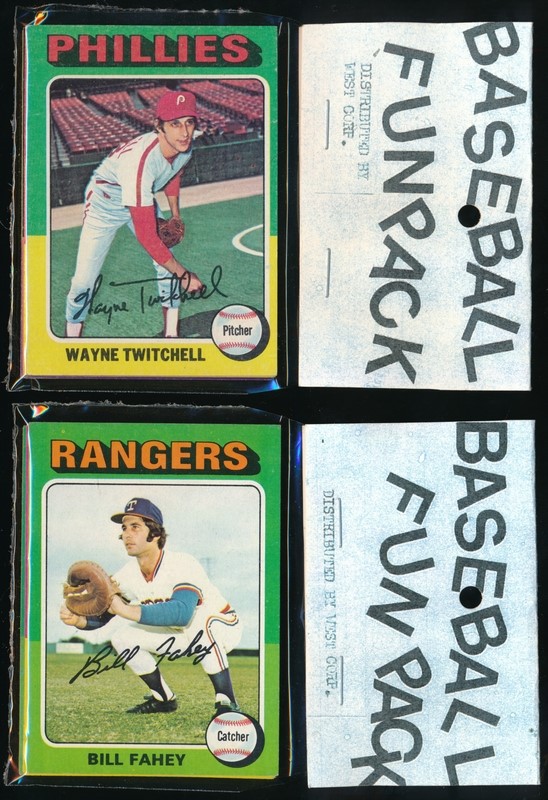 PHILLIES
P
Wayne Twitchell
Pitcher
WAYNE TWITCHELL
BASEBALL
FUN PACK
DISTRIBUTED BY
WEST CORP.
RANGERS
T
Bill Fahey
Catcher
BILL FAHEY
BASEBALL
FUN PACK
DISTRIBUTED BY WEST CORP.